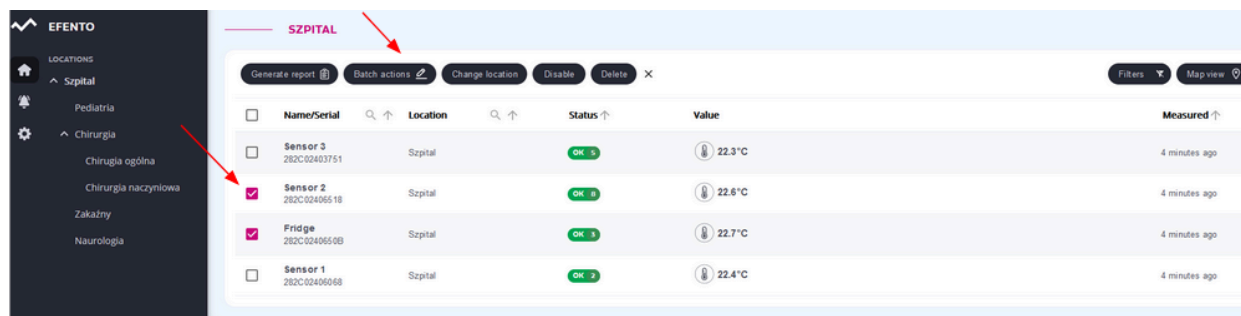 EFENTO
SZPITAL
LOCATIONS
Szpital
Pediatria
Chirurgia
Chirugia ogólna
Chirurgia naczyniowa
Zakaźny
Naurologia
Generate report Batch actions Change location Disable Delete × Filters Map view
Name/Serial Location Status Value Measured
Sensor 3
282C02403751 Szpital OK 5 22.3°C 4 minutes ago
Sensor 2
282C02406518 Szpital OK 8 22.6°C 4 minutes ago
Fridge
282C0240650B Szpital OK 3 22.7°C 4 minutes ago
Sensor 1
282C02406068 Szpital OK 2 22.4°C 4 minutes ago